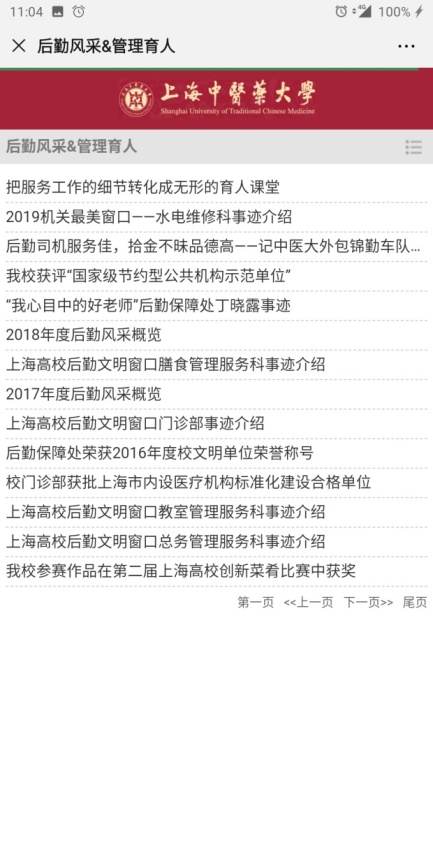 11:04
4G
100%
后勤风采&管理育人
上海中醫藥大學
Shanghai University of Traditional Chinese Medicine
后勤风采&管理育人
把服务工作的细节转化成无形的育人课堂
2019机关最美窗口——水电维修科事迹介绍
后勤司机服务佳，拾金不昧品德高——记中医大外包锦勤车队...
我校获评“国家级节约型公共机构示范单位”
“我心目中的好老师”后勤保障处丁晓露事迹
2018年度后勤风采概览
上海高校后勤文明窗口膳食管理服务科事迹介绍
2017年度后勤风采概览
上海高校后勤文明窗口门诊部事迹介绍
后勤保障处荣获2016年度校文明单位荣誉称号
校门诊部获批上海市内设医疗机构标准化建设合格单位
上海高校后勤文明窗口教室管理服务科事迹介绍
上海高校后勤文明窗口总务管理服务科事迹介绍
我校参赛作品在第二届上海高校创新菜肴比赛中获奖
第一页 <<上一页 下一页>> 尾页